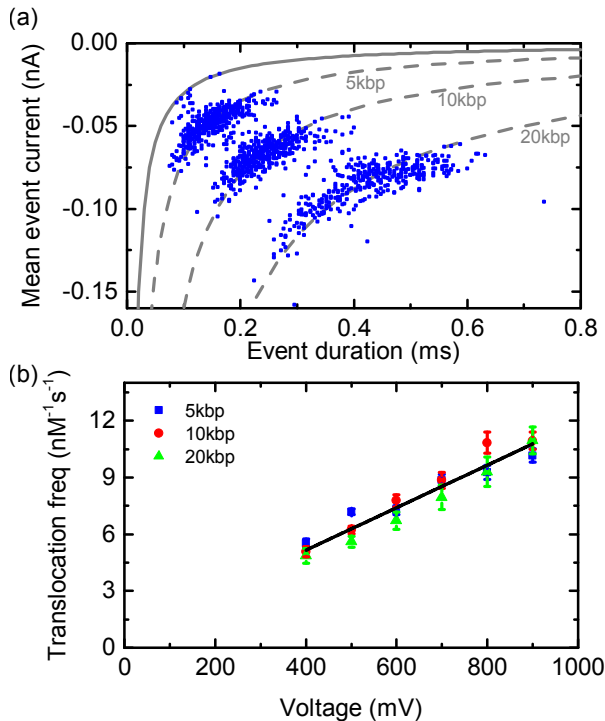 (a)
0.00
-0.05
-0.10
-0.15
Mean event current (nA)
5kbp
10kbp
20kbp
0.0 0.2 0.4 0.6 0.8
Event duration (ms)
(b)
Translocation freq (nM⁻¹s⁻¹)
12
9
6
3
0
5kbp
10kbp
20kbp
0 200 400 600 800 1000
Voltage (mV)